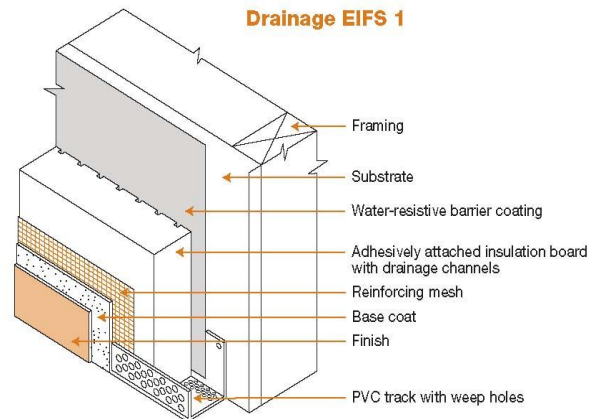 Drainage EIFS 1
Framing
Substrate
Water-resistive barrier coating
Adhesively attached insulation board
with drainage channels
Reinforcing mesh
Base coat
Finish
PVC track with weep holes